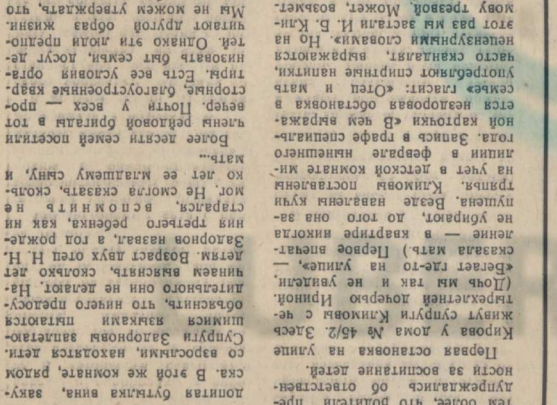 тем более, что родители пре-
дупреждались об ответствен-
ности за воспитание детей.
Первая остановка на улице
Кирова у дома № 45/2. Здесь
живут супруги Климовы с че-
тырехлетней дочерью Ириной.
(Дочь мы так и не увидели,
«Бегает где-то на улице», —
сказала мать.) Первое впечат-
ление — в квартире никогда
не убирают, до того она за-
пущена. Везде навалены кучи
тряпья. Климовы поставлены
на учет в детской комнате ми-
лиции в феврале нынешнего
года. Запись в графе специаль-
ной карточки «В чем выража-
ется нездоровая обстановка в
семье» гласит: «Отец и мать
употребляют спиртные напитки,
часто скандалят, выражаются
нецензурными словами». Но на
этот раз мы застали И. Б. Кли-
мову трезвой. Может, возмет-
допитая бутылка вина, заку-
ска. В этой же комнате, рядом
со взрослыми, находятся дети.
Супруги Здорновы заплетаю-
щимися языками пытаются
объяснить, что ничего предосу-
дительного они не делают. На-
чинаем выяснять, сколько лет
детям. Возраст двух отец Н. Н.
Здорнов назвал, а год рожде-
ния третьего ребенка, как ни
старался, вспомнить не
мог. Не смогла сказать, сколь-
ко лет ее младшему сыну, и
мать...
Более десяти семей посетили
члены рейдовой бригады в тот
вечер. Почти у всех — про-
сторные, благоустроенные квар-
тиры. Есть все условия орга-
низовать быт семьи, досуг де-
тей. Однако эти люди предпо-
читают другой образ жизни.
Мы не можем утверждать, что